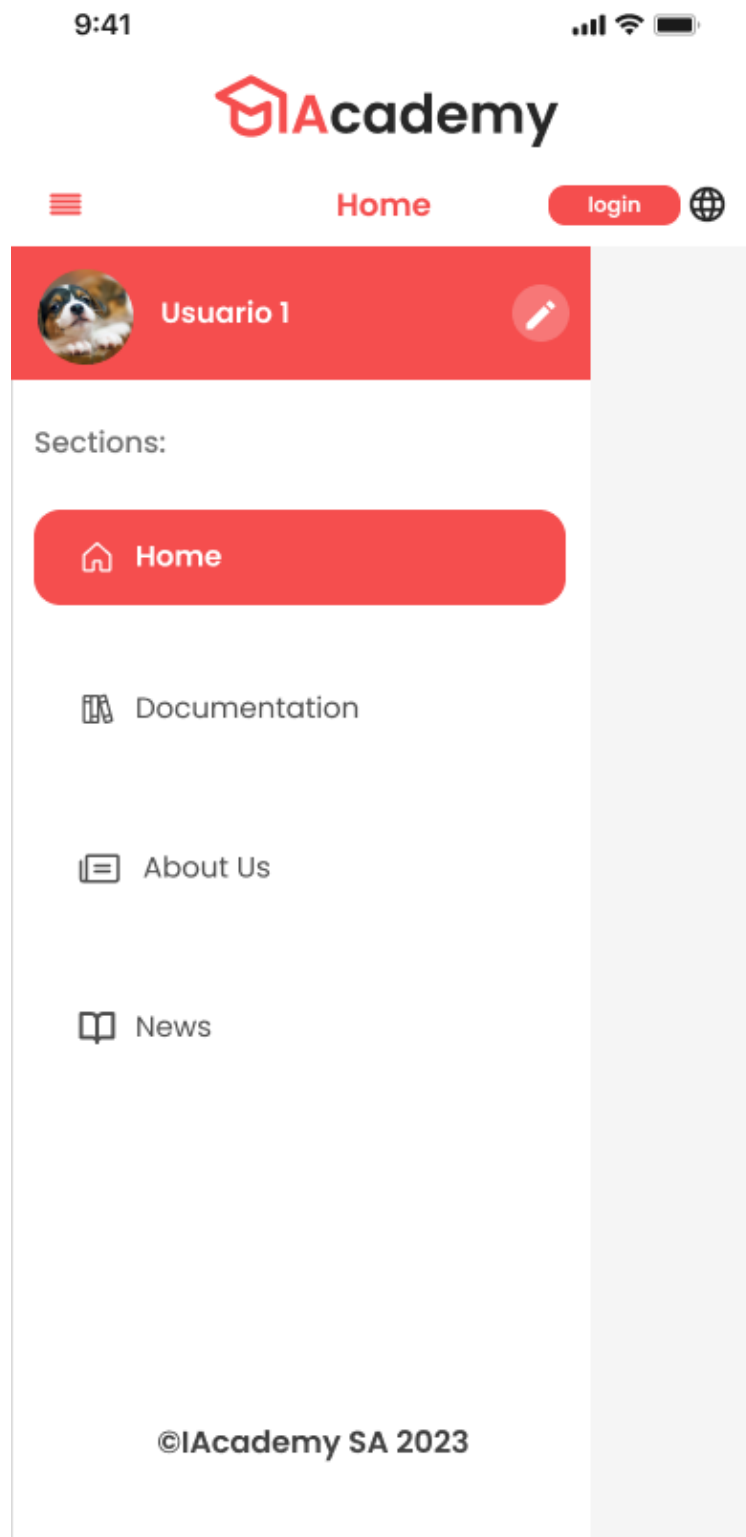 9:41
IAcademy
Home
login
Usuario 1
Sections:
Home
Documentation
About Us
News
©IAcademy SA 2023